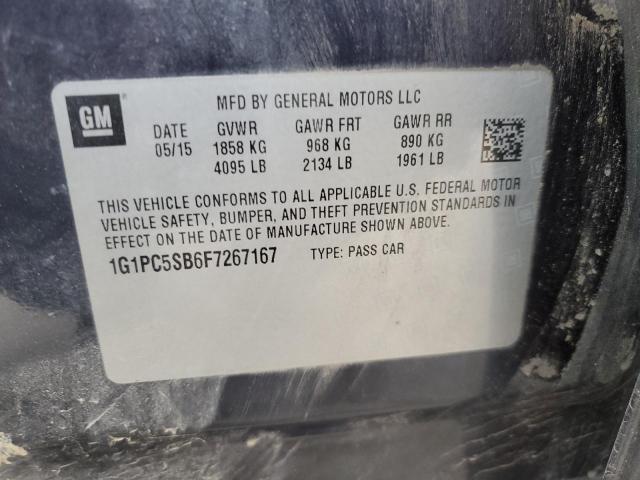 GM
MFD BY GENERAL MOTORS LLC
DATE GVWR GAWR FRT GAWR RR
05/15 1858 KG 968 KG 890 KG
4095 LB 2134 LB 1961 LB
THIS VEHICLE CONFORMS TO ALL APPLICABLE U.S. FEDERAL MOTOR
VEHICLE SAFETY, BUMPER, AND THEFT PREVENTION STANDARDS IN
EFFECT ON THE DATE OF MANUFACTURE SHOWN ABOVE.
1G1PC5SB6F7267167 TYPE: PASS CAR